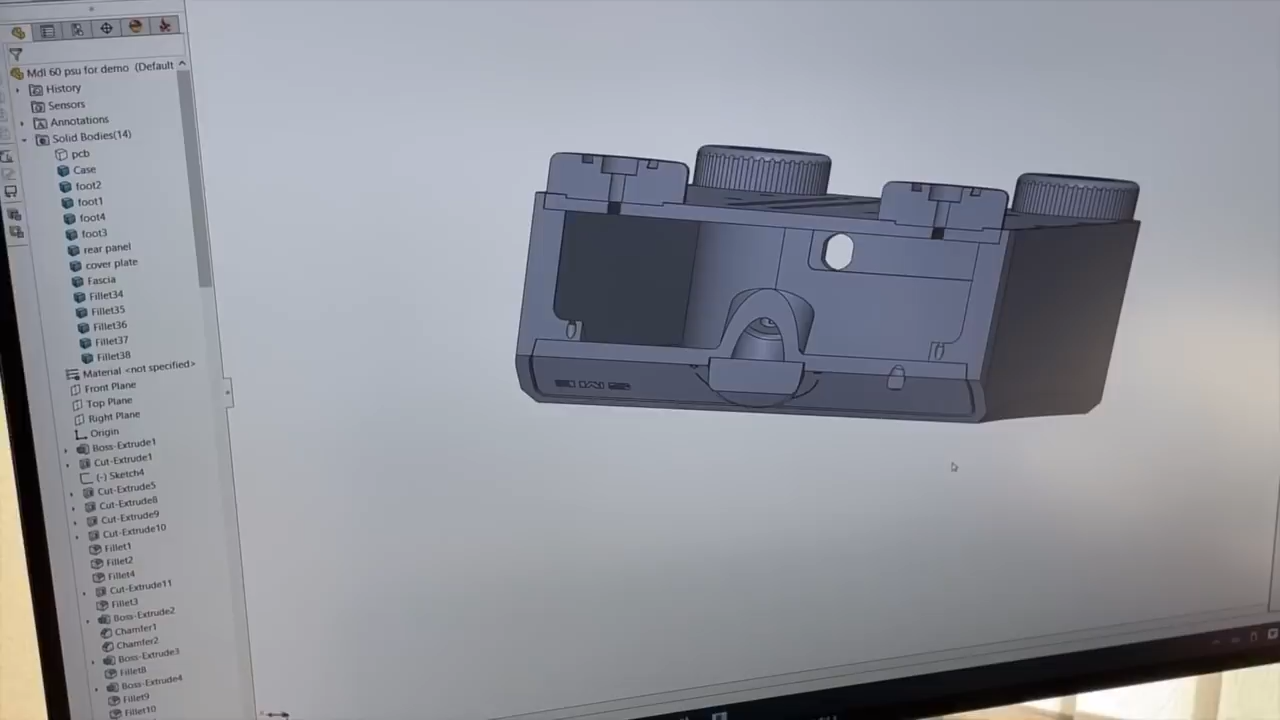 Mdl 60 psu for demo (Default
History
Sensors
Annotations
Solid Bodies(14)
pcb
Case
foot2
foot1
foot4
foot3
rear panel
cover plate
Fascia
Fillet34
Fillet35
Fillet36
Fillet37
Fillet38
Material <not specified>
Front Plane
Top Plane
Right Plane
Origin
Boss-Extrude1
Cut-Extrude1
(-) Sketch4
Cut-Extrude5
Cut-Extrude8
Cut-Extrude9
Cut-Extrude10
Fillet1
Fillet2
Fillet4
Cut-Extrude11
Fillet3
Boss-Extrude2
Chamfer1
Chamfer2
Boss-Extrude3
Fillet8
Boss-Extrude4
Fillet9
Fillet10